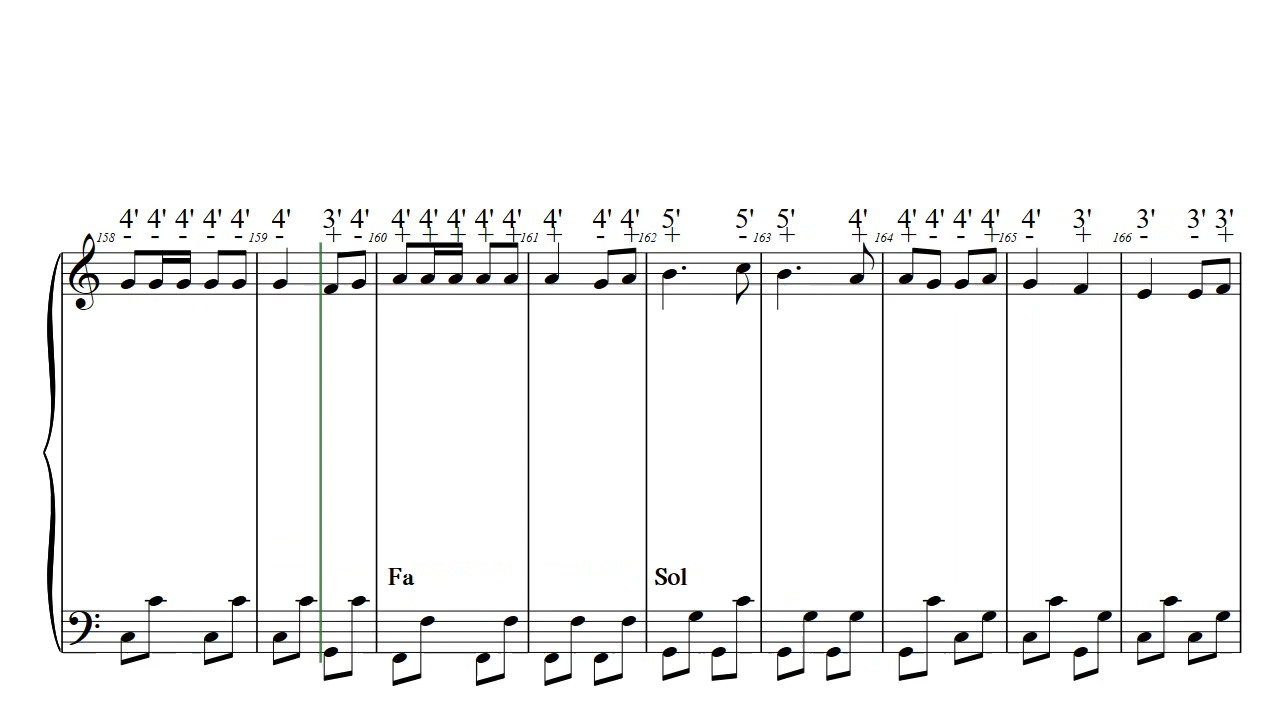 4' 4' 4' 4' 4' 4' 3' 4' 4' 4' 4' 4' 4' 4' 4' 4' 5' 5' 5' 4' 4' 4' 4' 4' 4' 3' 3' 3' 3'
158 - - - - - 159 - + - 160 + + + + + 161 + - + 162 + - 163 + + 164 + - - + 165 - + 166 - - +
Fa Sol